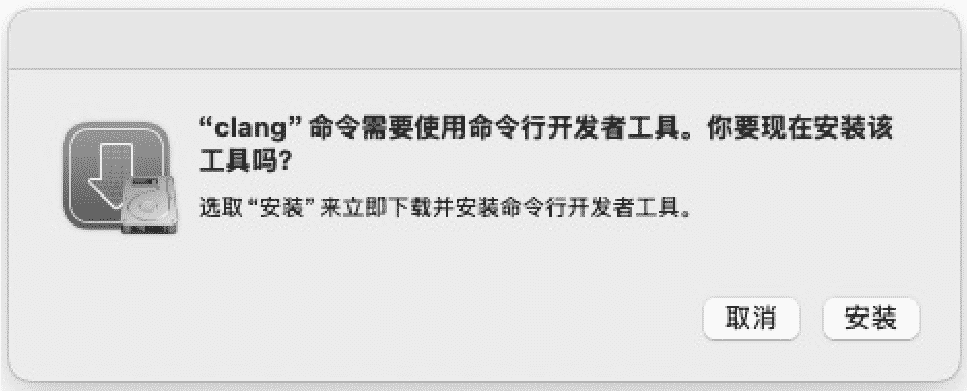 “clang”命令需要使用命令行开发者工具。你要现在安装该
工具吗？
选取“安装”来立即下载并安装命令行开发者工具。
取消 安装